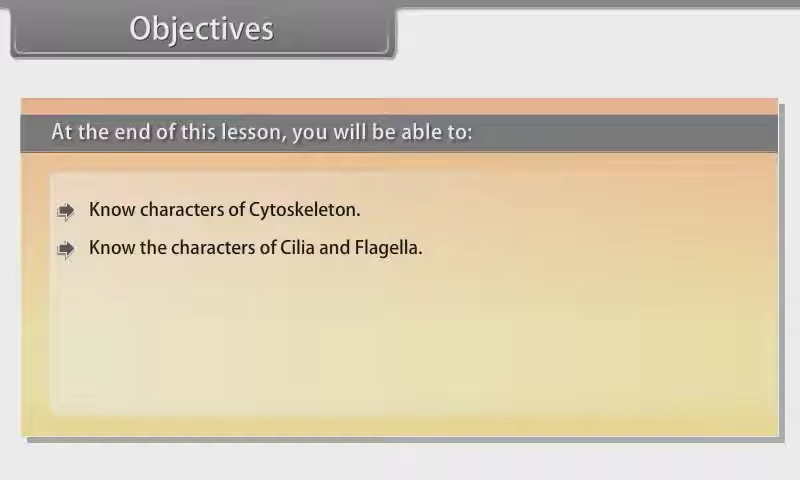 Objectives
At the end of this lesson, you will be able to:
Know characters of Cytoskeleton.
Know the characters of Cilia and Flagella.